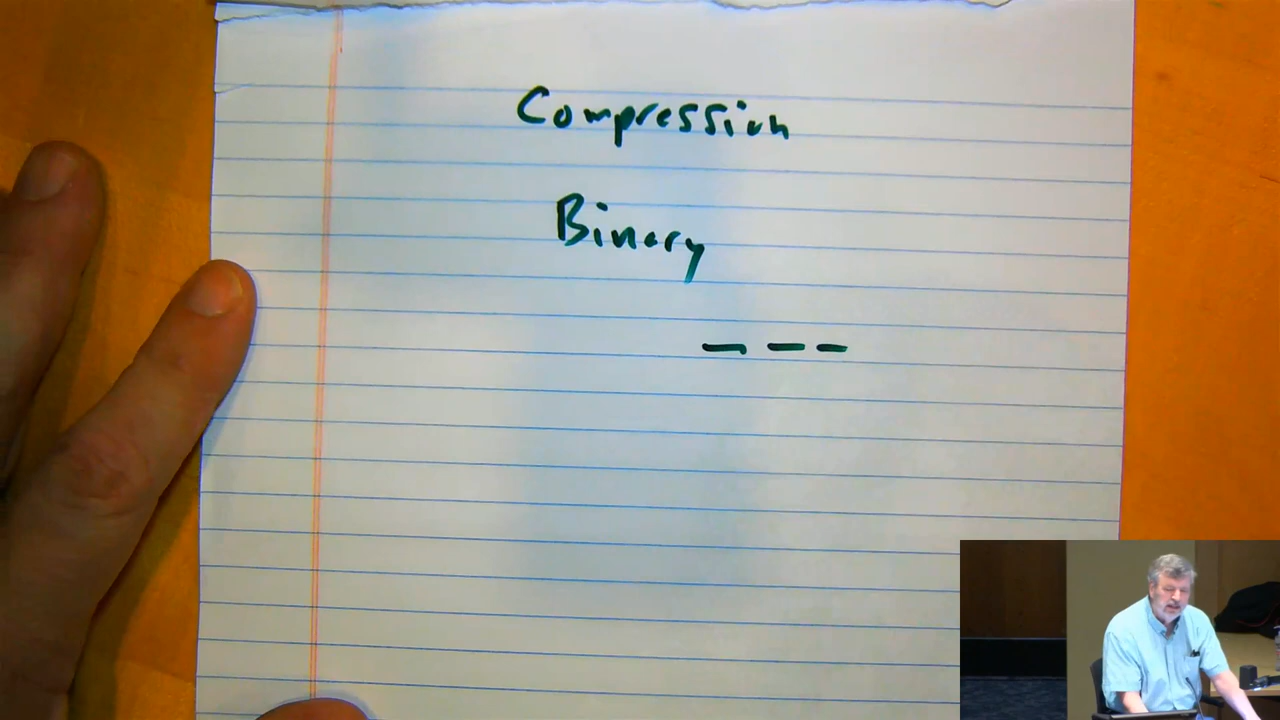 Compression
Binary
— — —